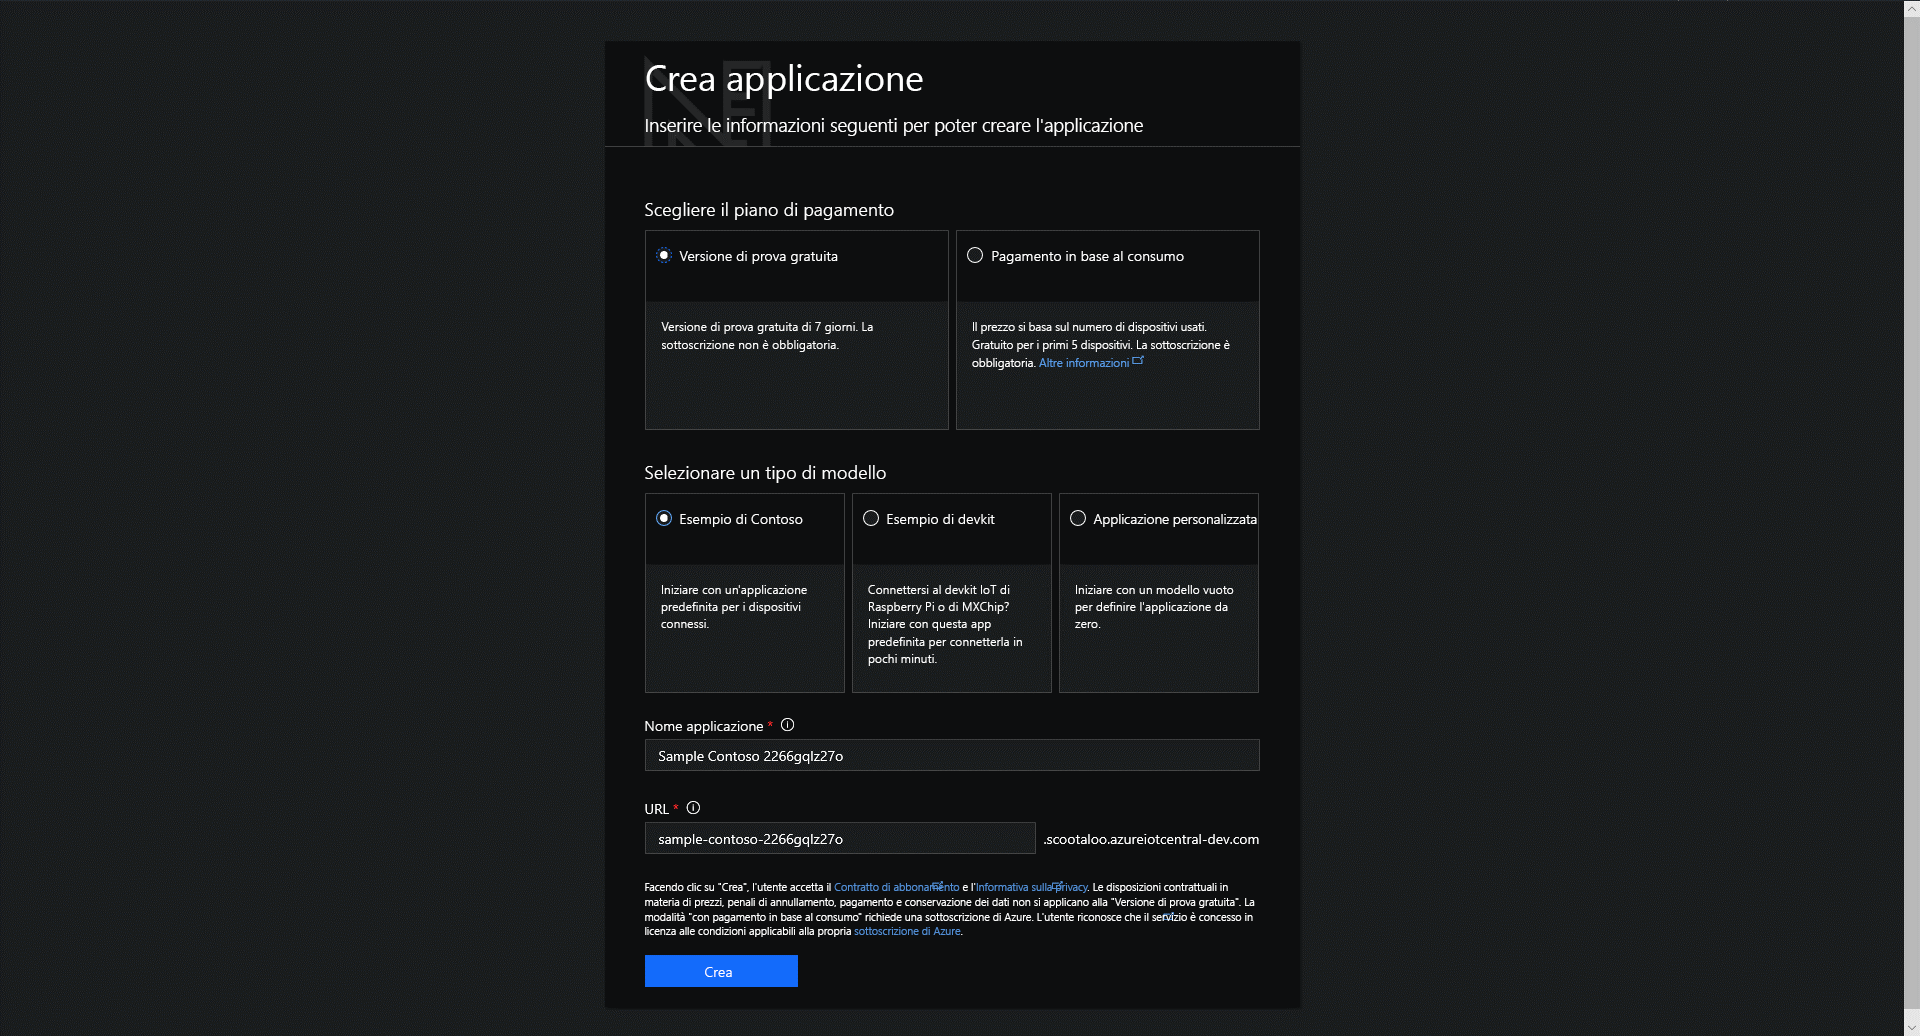 Crea applicazione
Inserire le informazioni seguenti per poter creare l'applicazione
Scegliere il piano di pagamento
Versione di prova gratuita
Versione di prova gratuita di 7 giorni. La
sottoscrizione non è obbligatoria.
Pagamento in base al consumo
Il prezzo si basa sul numero di dispositivi usati.
Gratuito per i primi 5 dispositivi. La sottoscrizione è
obbligatoria. Altre informazioni
Selezionare un tipo di modello
Esempio di Contoso
Iniziare con un'applicazione
predefinita per i dispositivi
connessi.
Esempio di devkit
Connettersi al devkit IoT di
Raspberry Pi o di MXChip?
Iniziare con questa app
predefinita per connetterla in
pochi minuti.
Applicazione personalizzata
Iniziare con un modello vuoto
per definire l'applicazione da
zero.
Nome applicazione *
Sample Contoso 2266gqlz27o
URL *
sample-contoso-2266gqlz27o .scootaloo.azureiotcentral-dev.com
Facendo clic su "Crea", l'utente accetta il Contratto di abbonamento e l'Informativa sulla privacy. Le disposizioni contrattuali in
materia di prezzi, penali di annullamento, pagamento e conservazione dei dati non si applicano alla "Versione di prova gratuita". La
modalità "con pagamento in base al consumo" richiede una sottoscrizione di Azure. L'utente riconosce che il servizio è concesso in
licenza alle condizioni applicabili alla propria sottoscrizione di Azure.
Crea